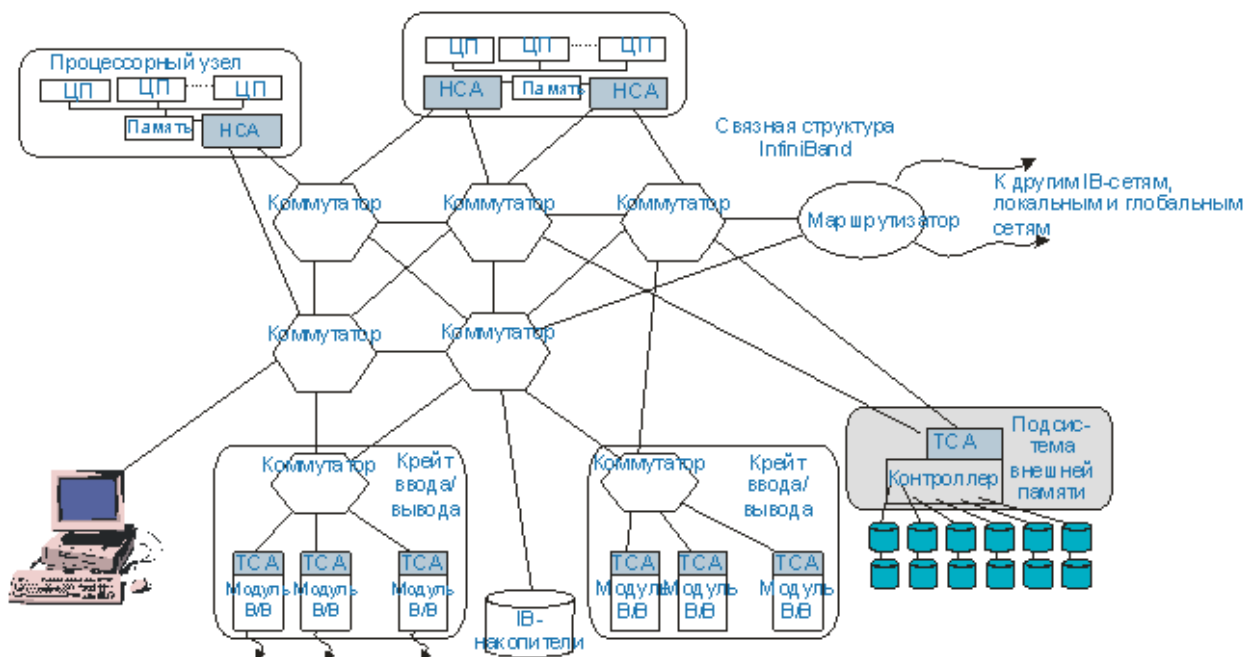 ЦП ЦП ЦП
Процессорный узел
ЦП ЦП ЦП
НСА Память НСА
Память НСА
Связная структура
InfiniBand
К другим IB-сетям,
локальным и глобальным
сетям
Коммутатор Коммутатор Коммутатор
Маршрутизатор
Коммутатор Коммутатор
Коммутатор
Крейт
ввода/
вывода
Коммутатор
Крейт
ввода/
вывода
ТСА
Подсис-
тема
внешней
памяти
Контроллер
ТСА ТСА ТСА
Модуль
В/В
Модуль
В/В
Модуль
В/В
ТСА ТСА ТСА
Модуль
В/В
Модуль
В/В
Модуль
В/В
IB-
накопители